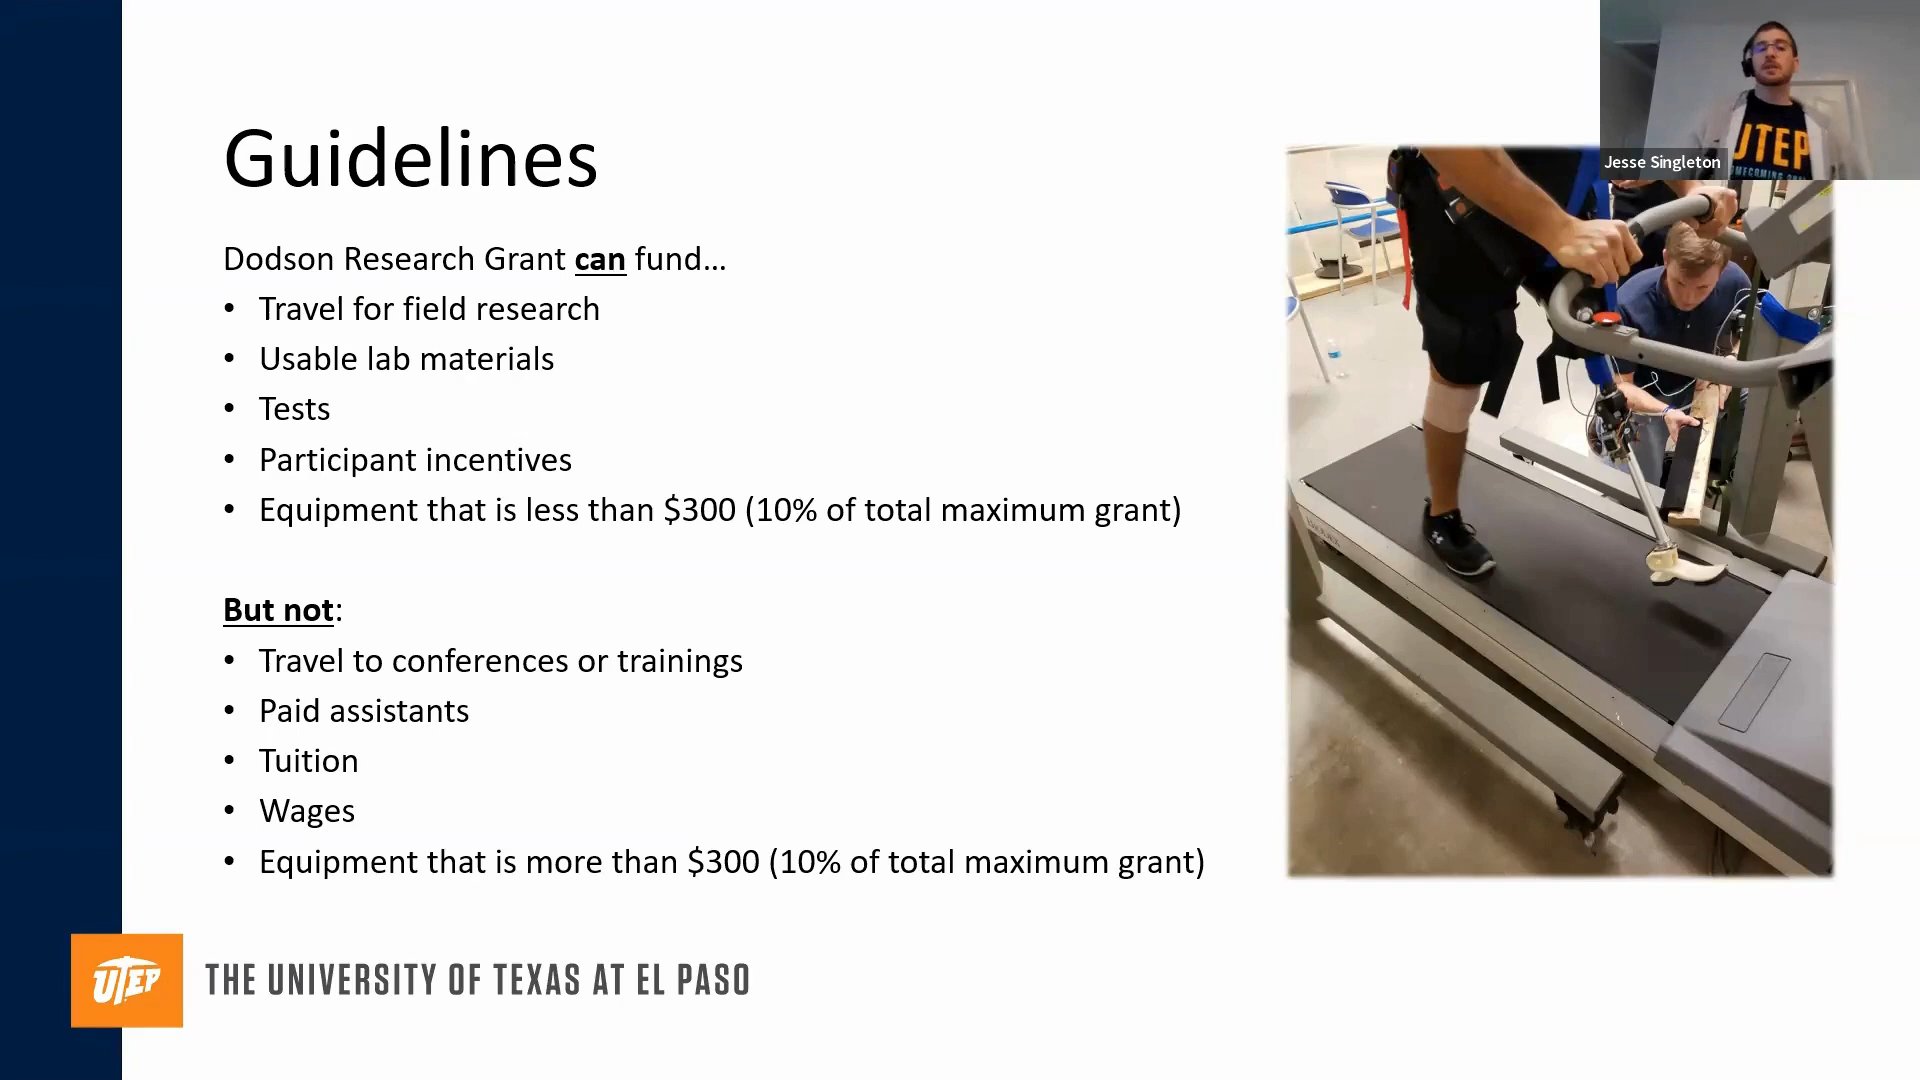 Guidelines
Dodson Research Grant can fund…
• Travel for field research
• Usable lab materials
• Tests
• Participant incentives
• Equipment that is less than $300 (10% of total maximum grant)
But not:
• Travel to conferences or trainings
• Paid assistants
• Tuition
• Wages
• Equipment that is more than $300 (10% of total maximum grant)
UTEP
THE UNIVERSITY OF TEXAS AT EL PASO
UTEP
Jesse Singleton